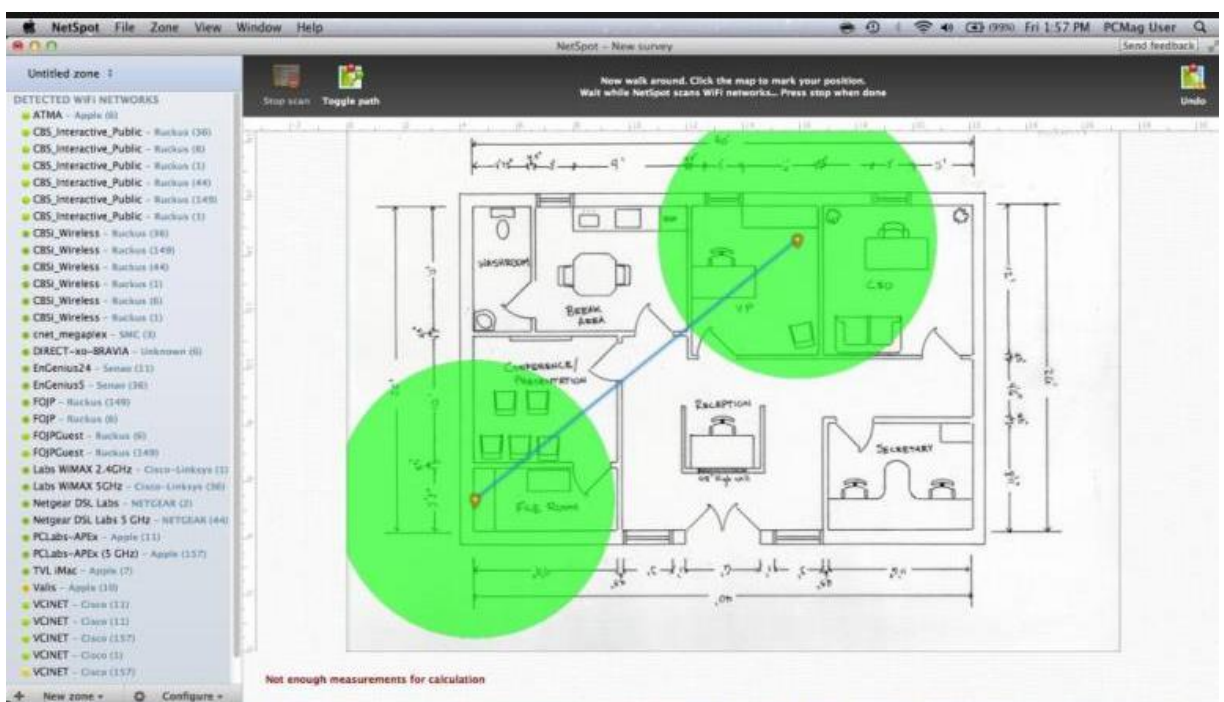 NetSpot File Zone View Window Help
(99%) Fri 1:57 PM PCMag User
NetSpot - New survey
Send feedback
Untitled zone
Stop scan Toggle path
Now walk around. Click the map to mark your position.
Wait while NetSpot scans WiFi networks... Press stop when done
Undo
DETECTED WIFI NETWORKS
ATMA - Apple (6)
CBS_Interactive_Public - Ruckus (36)
CBS_Interactive_Public - Ruckus (6)
CBS_Interactive_Public - Ruckus (1)
CBS_Interactive_Public - Ruckus (44)
CBS_Interactive_Public - Ruckus (149)
CBS_Interactive_Public - Ruckus (1)
CBSi_Wireless - Ruckus (36)
CBSi_Wireless - Ruckus (149)
CBSi_Wireless - Ruckus (44)
CBSi_Wireless - Ruckus (1)
CBSi_Wireless - Ruckus (6)
CBSi_Wireless - Ruckus (1)
cnet_megaplex - SMC (3)
DIRECT-xo-BRAVIA - Unknown (6)
EnGenius24 - Senao (11)
EnGenius5 - Senao (36)
FOJP - Ruckus (149)
FOJP - Ruckus (6)
FOJPGuest - Ruckus (6)
FOJPGuest - Ruckus (149)
Labs WiMAX 2.4GHz - Cisco-Linksys (1)
Labs WiMAX 5GHz - Cisco-Linksys (36)
Netgear DSL Labs - NETGEAR (2)
Netgear DSL Labs 5 GHz - NETGEAR (44)
PCLabs-APEx - Apple (11)
PCLabs-APEx (5 GHz) - Apple (157)
TVL iMac - Apple (7)
Valis - Apple (10)
VCINET - Cisco (11)
VCINET - Cisco (11)
VCINET - Cisco (157)
VCINET - Cisco (1)
VCINET - Cisco (157)
New zone Configure
WASHROOM
BREAK
AREA
VP
CEO
CONFERENCE/
PRESENTATION
RECEPTION
SECRETARY
FILE ROOM
Not enough measurements for calculation